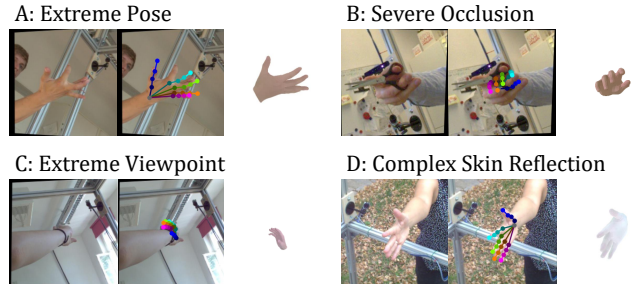 A: Extreme Pose
B: Severe Occlusion
C: Extreme Viewpoint
D: Complex Skin Reflection